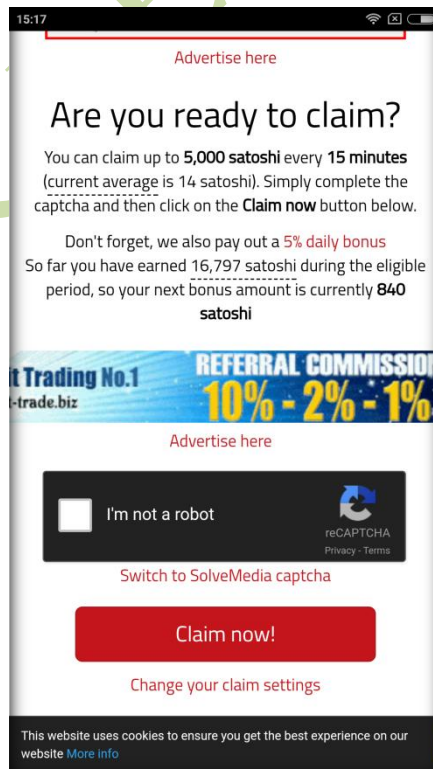 15:17
Advertise here
Are you ready to claim?
You can claim up to 5,000 satoshi every 15 minutes
(current average is 14 satoshi). Simply complete the
captcha and then click on the Claim now button below.
Don't forget, we also pay out a 5% daily bonus
So far you have earned 16,797 satoshi during the eligible
period, so your next bonus amount is currently 840
satoshi
t Trading No.1
-trade.biz
REFERRAL COMMISSIO
10% - 2% - 1%
Advertise here
I'm not a robot
reCAPTCHA
Privacy - Terms
Switch to SolveMedia captcha
Claim now!
Change your claim settings
This website uses cookies to ensure you get the best experience on our
website More info